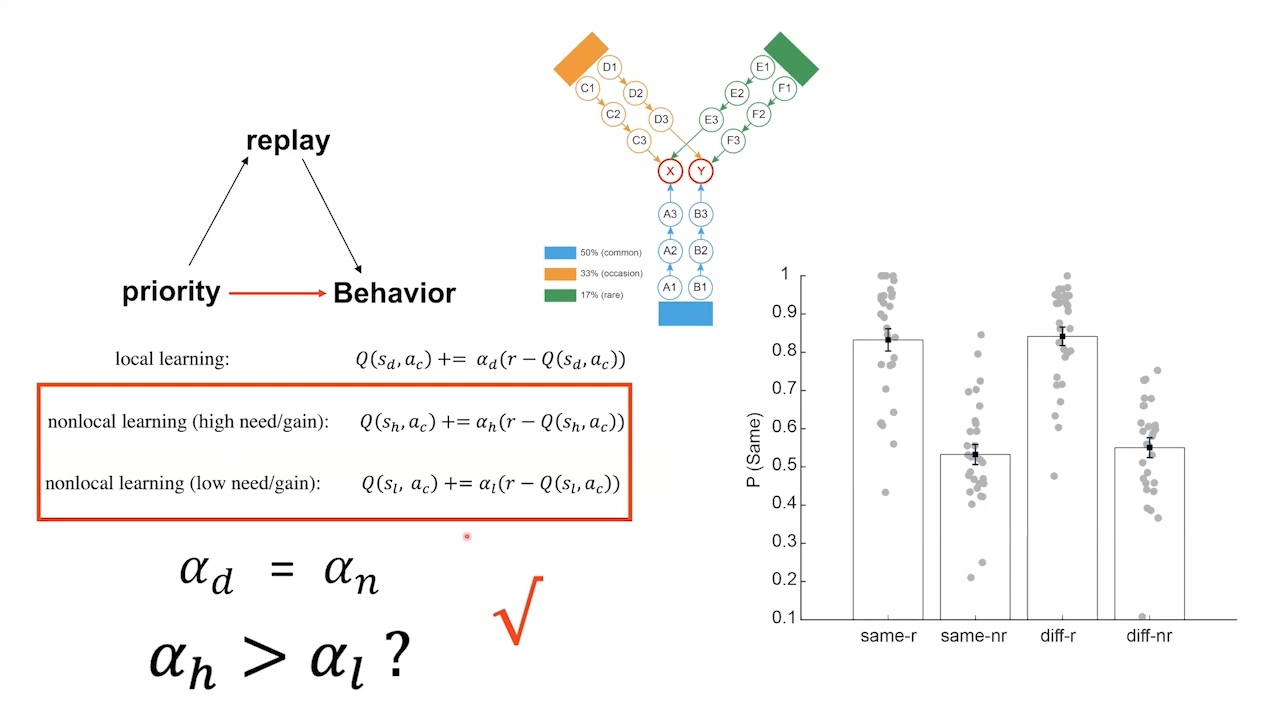 replay
priority
Behavior
local learning: Q(s_d, a_c) += α_d(r − Q(s_d, a_c))
nonlocal learning (high need/gain): Q(s_h, a_c) += α_h(r − Q(s_h, a_c))
nonlocal learning (low need/gain): Q(s_l, a_c) += α_l(r − Q(s_l, a_c))
α_d = α_n
α_h > α_l ?
√
D1
E1
C1
F1
D2
E2
C2
F2
D3
E3
C3
F3
X
Y
A3
B3
A2
B2
A1
B1
50% (common)
33% (occasion)
17% (rare)
P (Same)
1
0.9
0.8
0.7
0.6
0.5
0.4
0.3
0.2
0.1
same-r
same-nr
diff-r
diff-nr